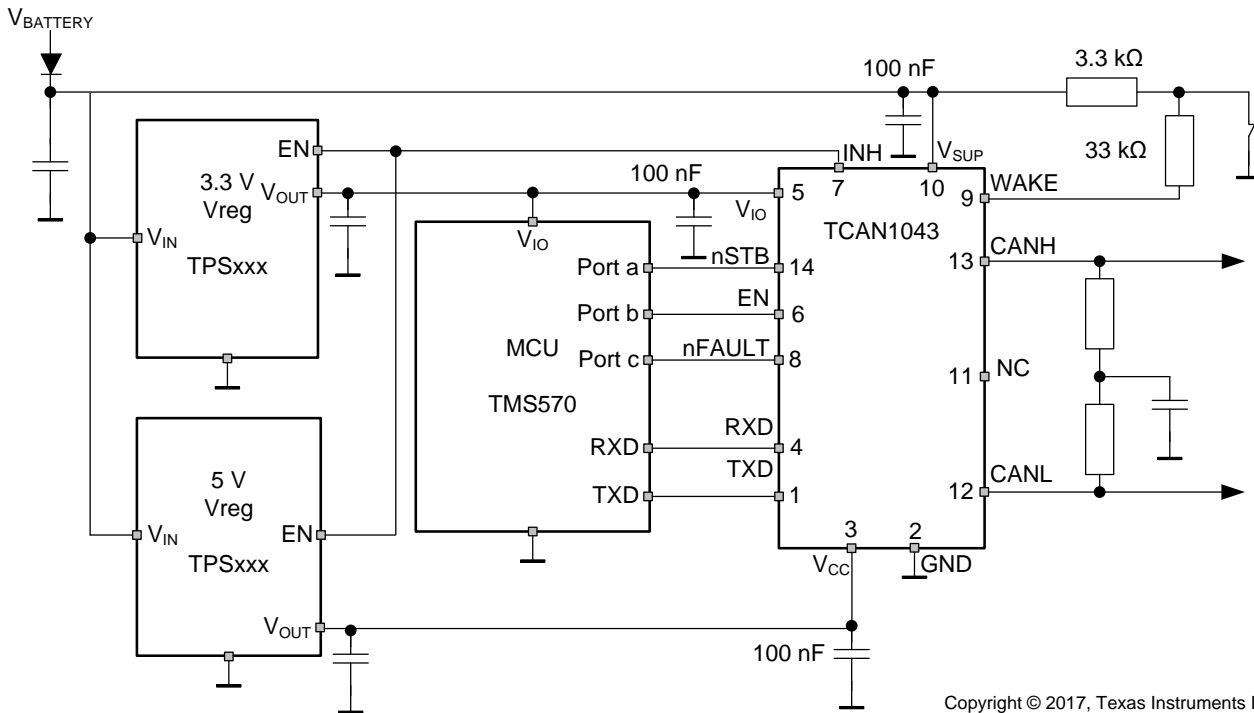 VBATTERY
100 nF
3.3 kΩ
33 kΩ
EN
3.3 V
Vreg
VOUT
VIN
TPSxxx
100 nF
INH
7
VSUP
10
5
VIO
TCAN1043
WAKE
9
VIO
Port a
nSTB
14
Port b
EN
6
Port c
nFAULT
8
MCU
TMS570
RXD
RXD
4
TXD
TXD
1
CANH
13
NC
11
CANL
12
3
VCC
2
GND
5 V
Vreg
VIN
EN
TPSxxx
VOUT
100 nF
Copyright © 2017, Texas Instruments